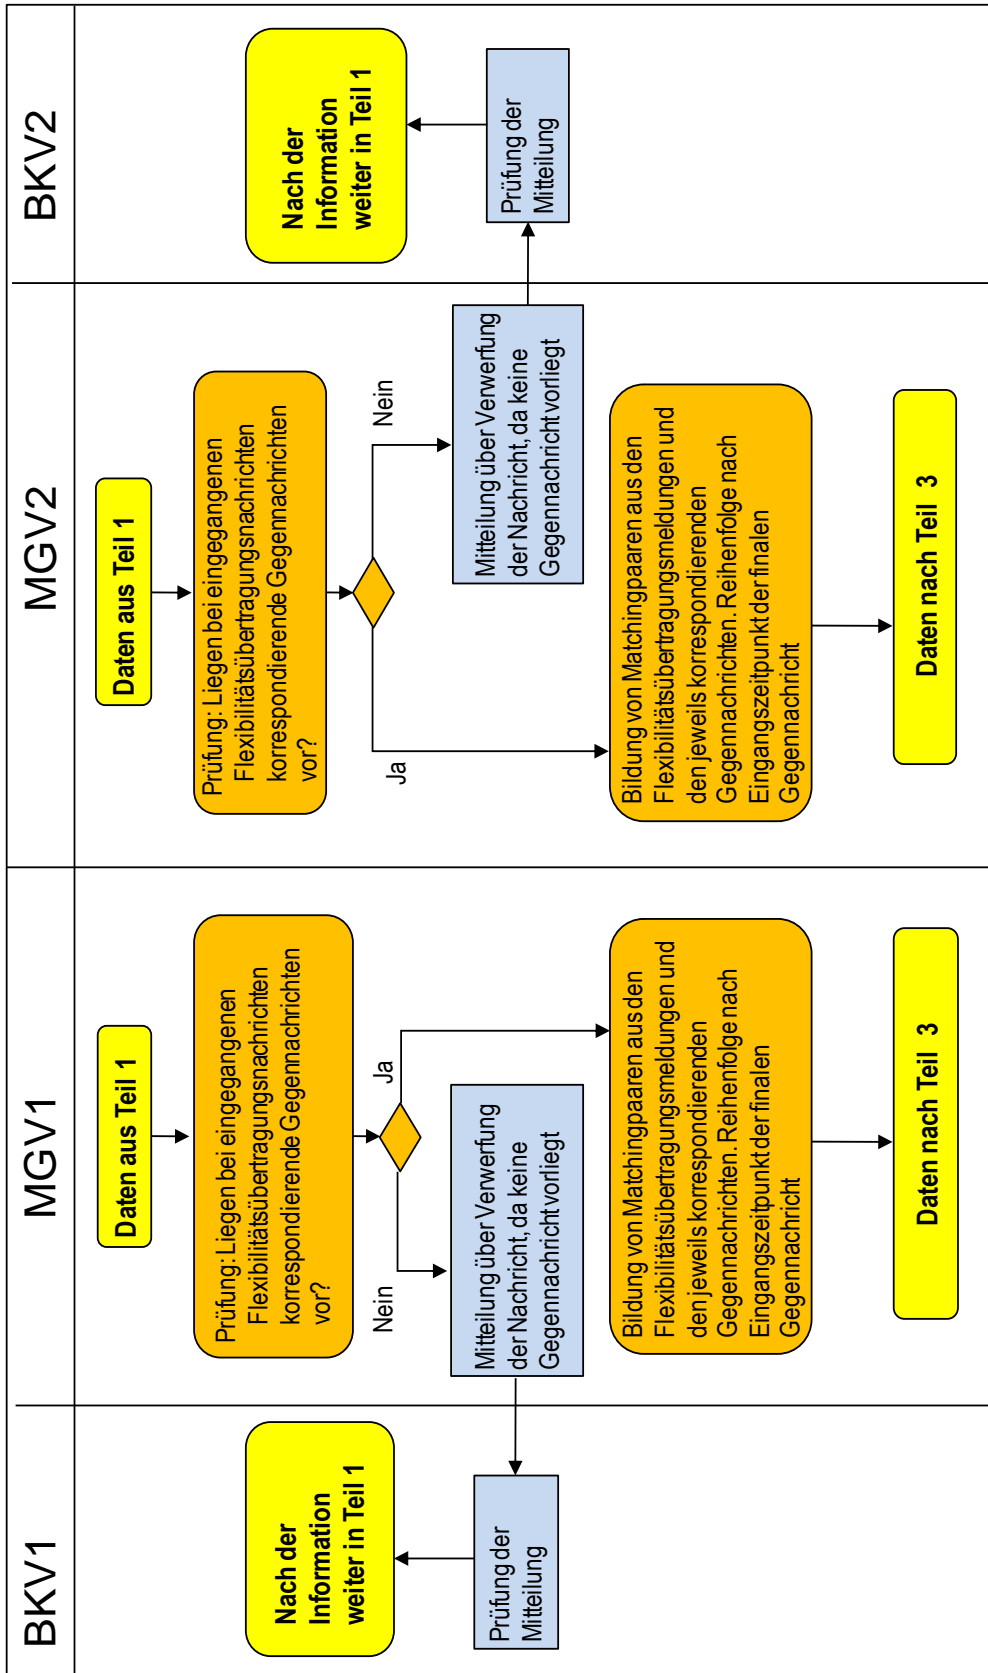 BKV1
MGV1
MGV2
BKV2
Nach der
Information
weiter in Teil 1
Prüfung der
Mitteilung
Daten aus Teil 1
Prüfung: Liegen bei eingegangenen
Flexibilitätsübertragungsnachrichten
korrespondierende Gegennachrichten
vor?
Nein
Ja
Mitteilung über Verwerfung
der Nachricht, da keine
Gegennachricht vorliegt
Bildung von Matchingpaaren aus den
Flexibilitätsübertragungsmeldungen und
den jeweils korrespondierenden
Gegennachrichten. Reihenfolge nach
Eingangszeitpunkt der finalen
Gegennachricht
Daten nach Teil 3
Daten aus Teil 1
Prüfung: Liegen bei eingegangenen
Flexibilitätsübertragungsnachrichten
korrespondierende Gegennachrichten
vor?
Ja
Nein
Mitteilung über Verwerfung
der Nachricht, da keine
Gegennachricht vorliegt
Bildung von Matchingpaaren aus den
Flexibilitätsübertragungsmeldungen und
den jeweils korrespondierenden
Gegennachrichten. Reihenfolge nach
Eingangszeitpunkt der finalen
Gegennachricht
Daten nach Teil 3
Nach der
Information
weiter in Teil 1
Prüfung der
Mitteilung